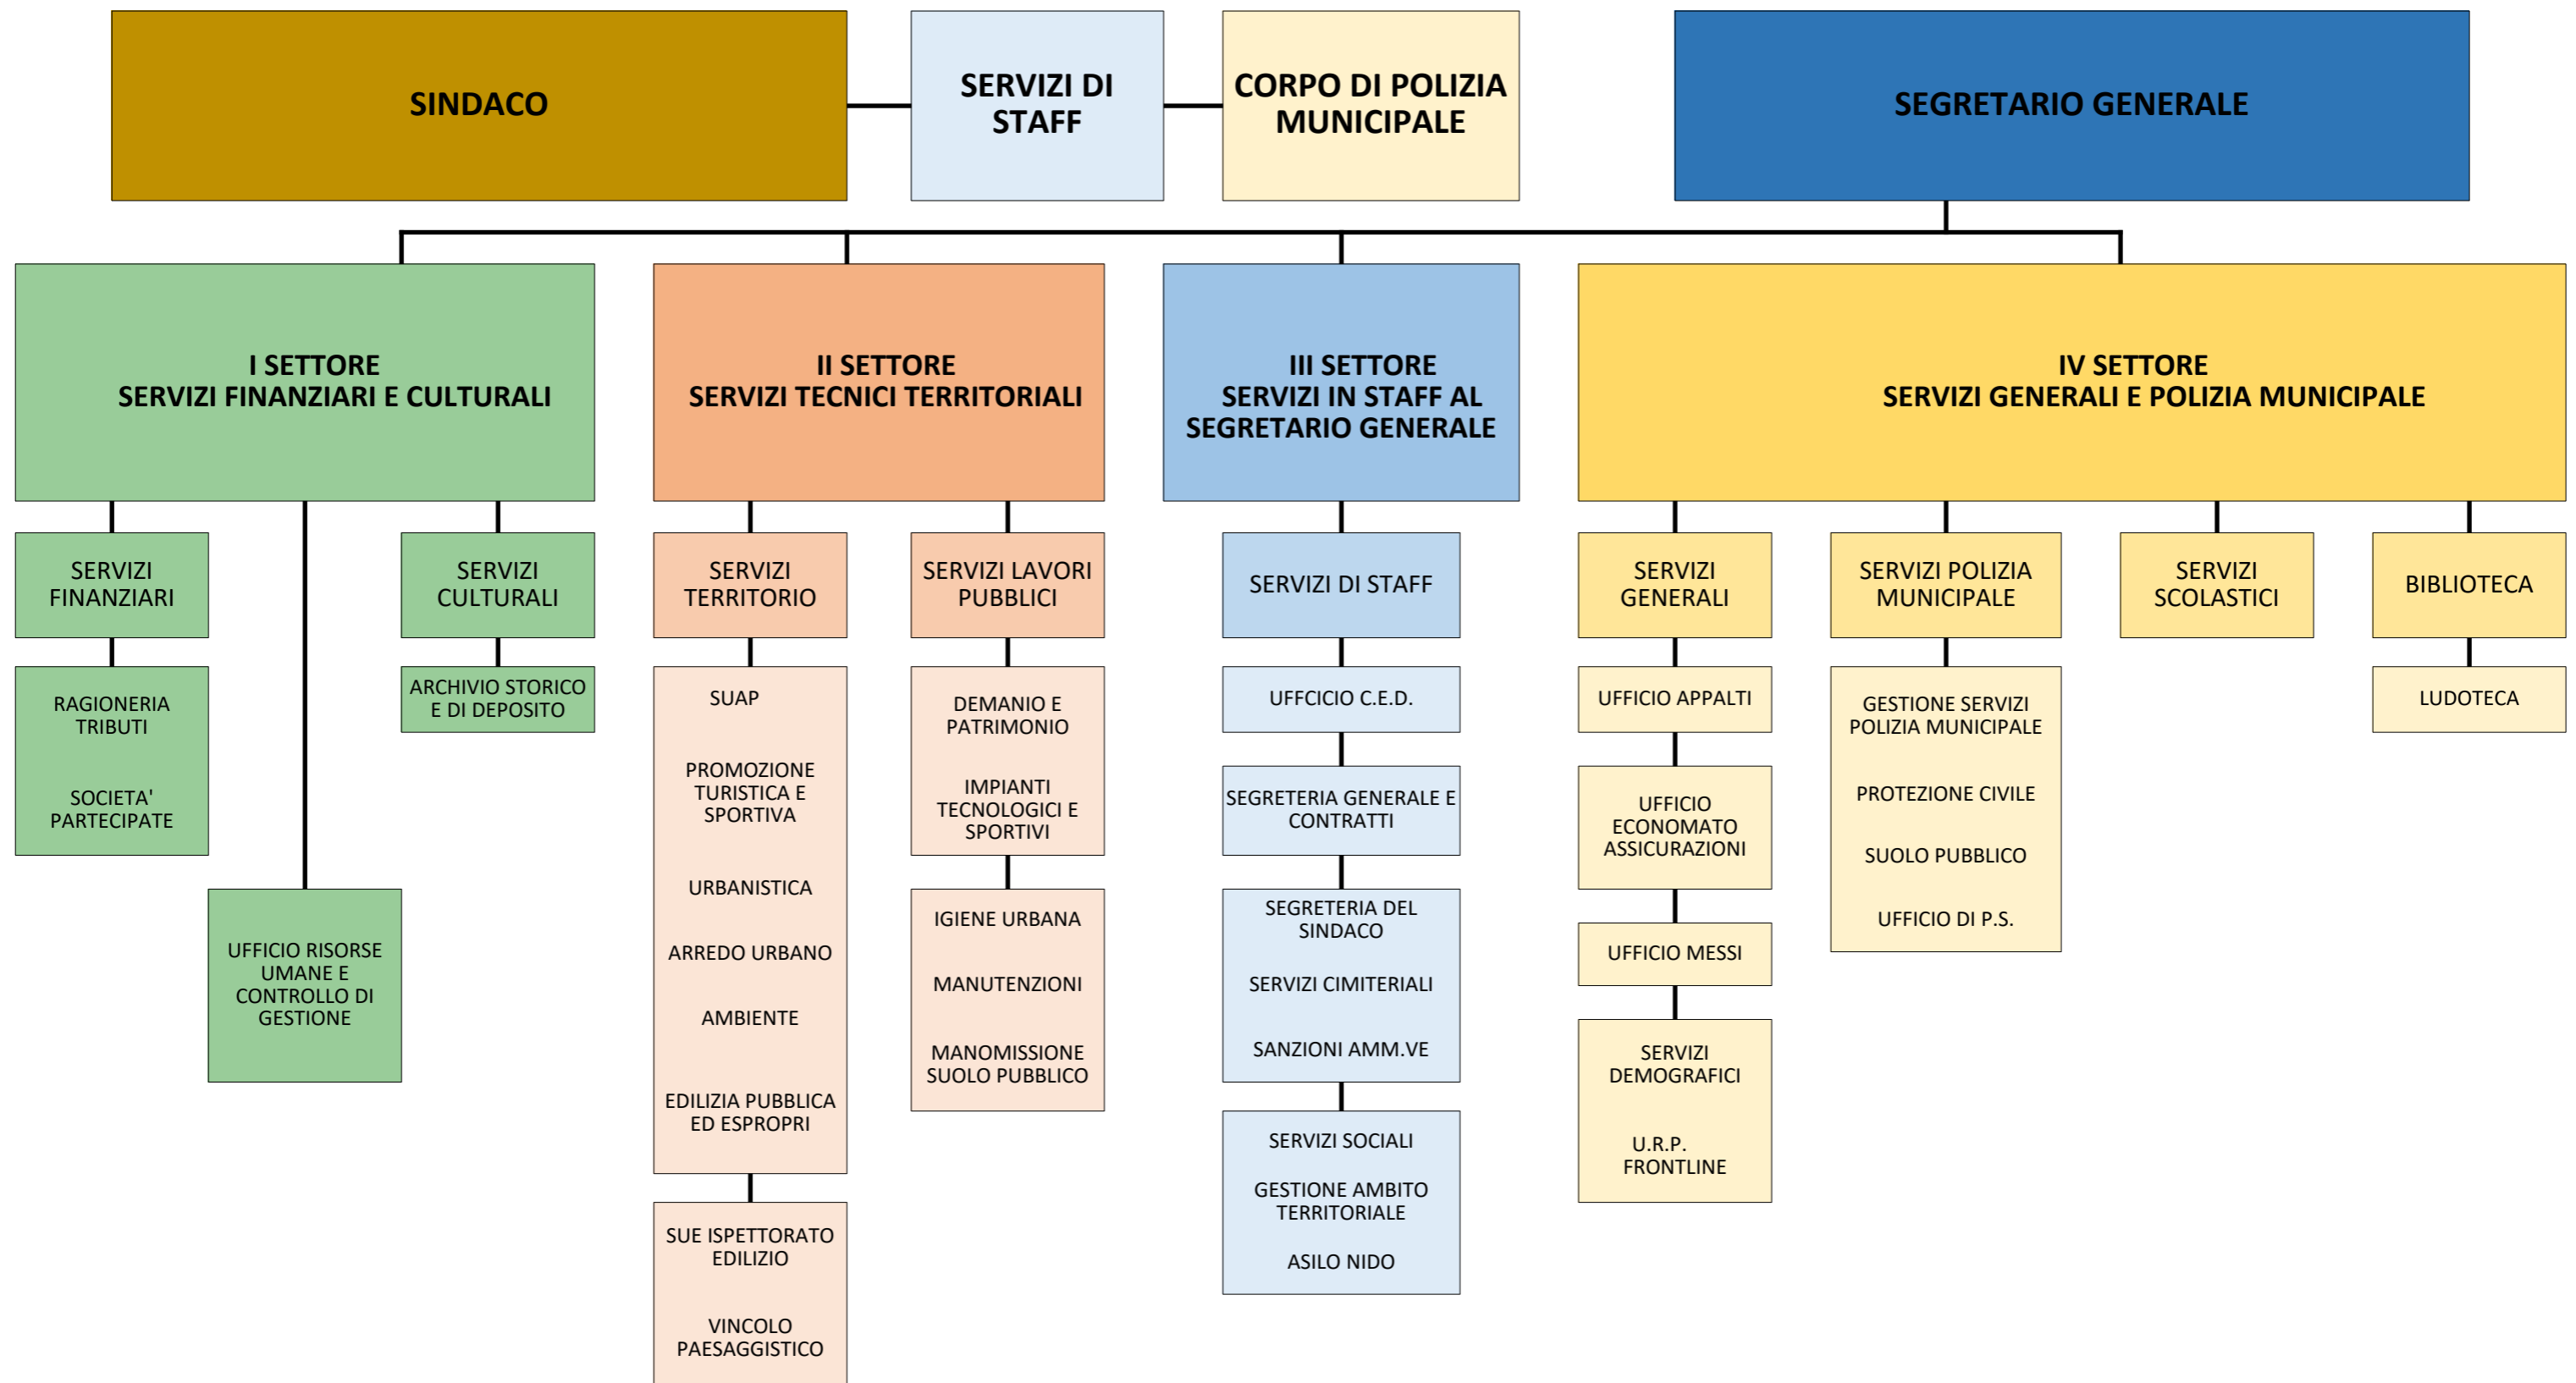 SINDACO
SERVIZI DI
STAFF
CORPO DI POLIZIA
MUNICIPALE
SEGRETARIO GENERALE
I SETTORE
SERVIZI FINANZIARI E CULTURALI
II SETTORE
SERVIZI TECNICI TERRITORIALI
III SETTORE
SERVIZI IN STAFF AL
SEGRETARIO GENERALE
IV SETTORE
SERVIZI GENERALI E POLIZIA MUNICIPALE
SERVIZI
FINANZIARI
SERVIZI
CULTURALI
SERVIZI
TERRITORIO
SERVIZI LAVORI
PUBBLICI
SERVIZI DI STAFF
SERVIZI
GENERALI
SERVIZI POLIZIA
MUNICIPALE
SERVIZI
SCOLASTICI
BIBLIOTECA
RAGIONERIA
TRIBUTI
SOCIETA'
PARTECIPATE
UFFICIO RISORSE
UMANE E
CONTROLLO DI
GESTIONE
ARCHIVIO STORICO
E DI DEPOSITO
SUAP
PROMOZIONE
TURISTICA E
SPORTIVA
URBANISTICA
ARREDO URBANO
AMBIENTE
EDILIZIA PUBBLICA
ED ESPROPRI
SUE ISPETTORATO
EDILIZIO
VINCOLO
PAESAGGISTICO
DEMANIO E
PATRIMONIO
IMPIANTI
TECNOLOGICI E
SPORTIVI
IGIENE URBANA
MANUTENZIONI
MANOMISSIONE
SUOLO PUBBLICO
UFFCICIO C.E.D.
SEGRETERIA GENERALE E
CONTRATTI
SEGRETERIA DEL
SINDACO
SERVIZI CIMITERIALI
SANZIONI AMM.VE
SERVIZI SOCIALI
GESTIONE AMBITO
TERRITORIALE
ASILO NIDO
UFFICIO APPALTI
UFFICIO
ECONOMATO
ASSICURAZIONI
UFFICIO MESSI
SERVIZI
DEMOGRAFICI
U.R.P.
FRONTLINE
GESTIONE SERVIZI
POLIZIA MUNICIPALE
PROTEZIONE CIVILE
SUOLO PUBBLICO
UFFICIO DI P.S.
LUDOTECA